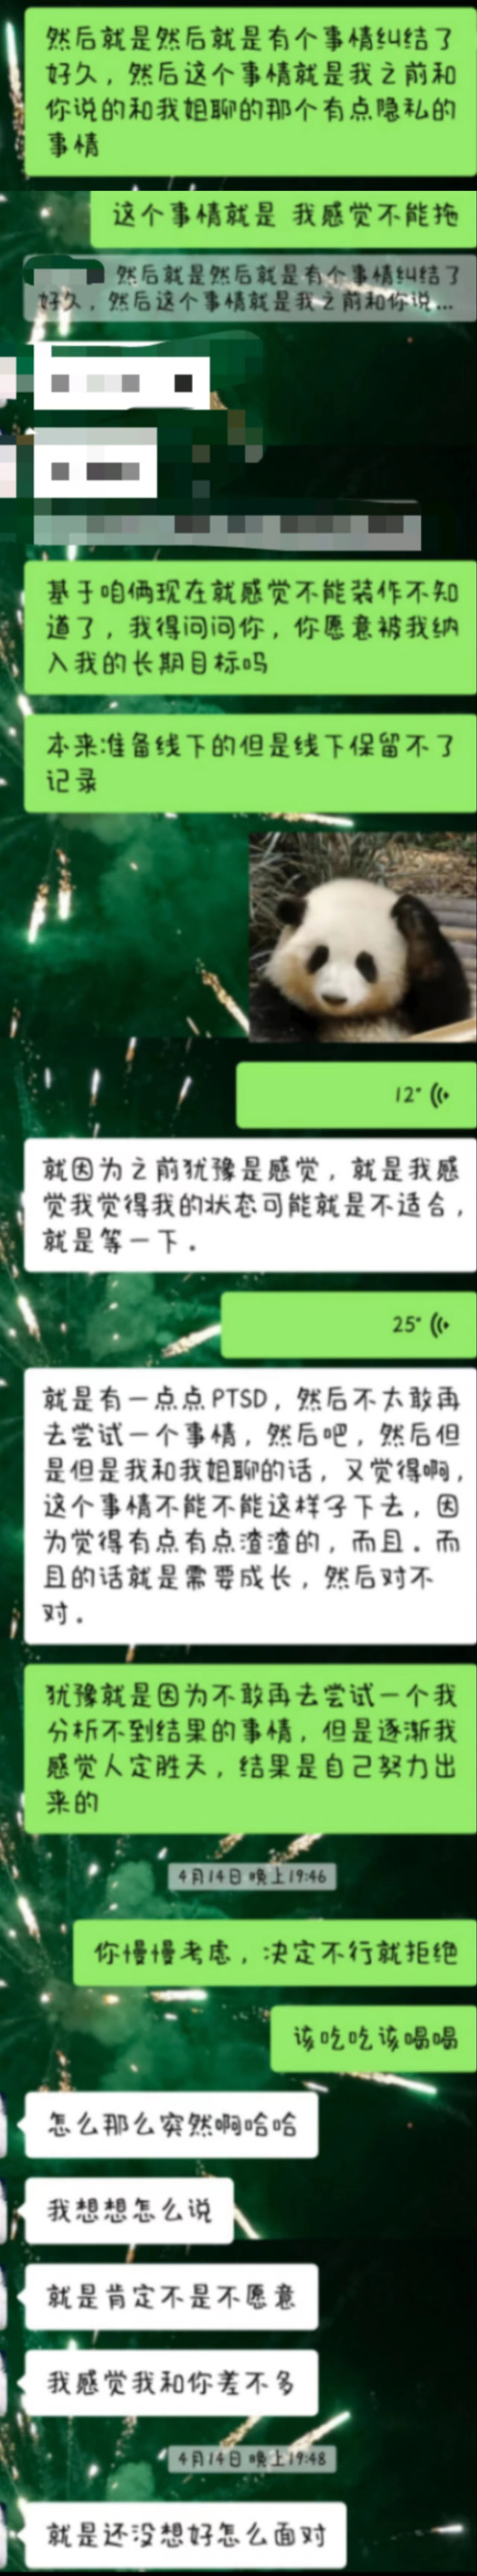 然后就是然后就是有个事情纠结了
好久，然后这个事情就是我之前和
你说的和我姐聊的那个有点隐私的
事情
这个事情就是 我感觉不能拖
然后就是然后就是有个事情纠结了
好久，然后这个事情就是我之前和你说...
基于咱俩现在就感觉不能装作不知
道了，我得问问你，你愿意被我纳
入我的长期目标吗
本来准备线下的但是线下保留不了
记录
12"
就因为之前犹豫是感觉，就是我感
觉我觉得我的状态可能就是不适合，
就是等一下。
25"
就是有一点点PTSD，然后不太敢再
去尝试一个事情，然后吧，然后但
是但是我和我姐聊的话，又觉得啊，
这个事情不能不能这样子下去，因
为觉得有点有点渣渣的，而且。而
且的话就是需要成长，然后对不
对。
犹豫就是因为不敢再去尝试一个我
分析不到结果的事情，但是逐渐我
感觉人定胜天，结果是自己努力出
来的
4月14日 晚上19:46
你慢慢考虑，决定不行就拒绝
该吃吃该喝喝
怎么那么突然啊哈哈
我想想怎么说
就是肯定不是不愿意
我感觉我和你差不多
4月14日 晚上19:48
就是还没想好怎么面对